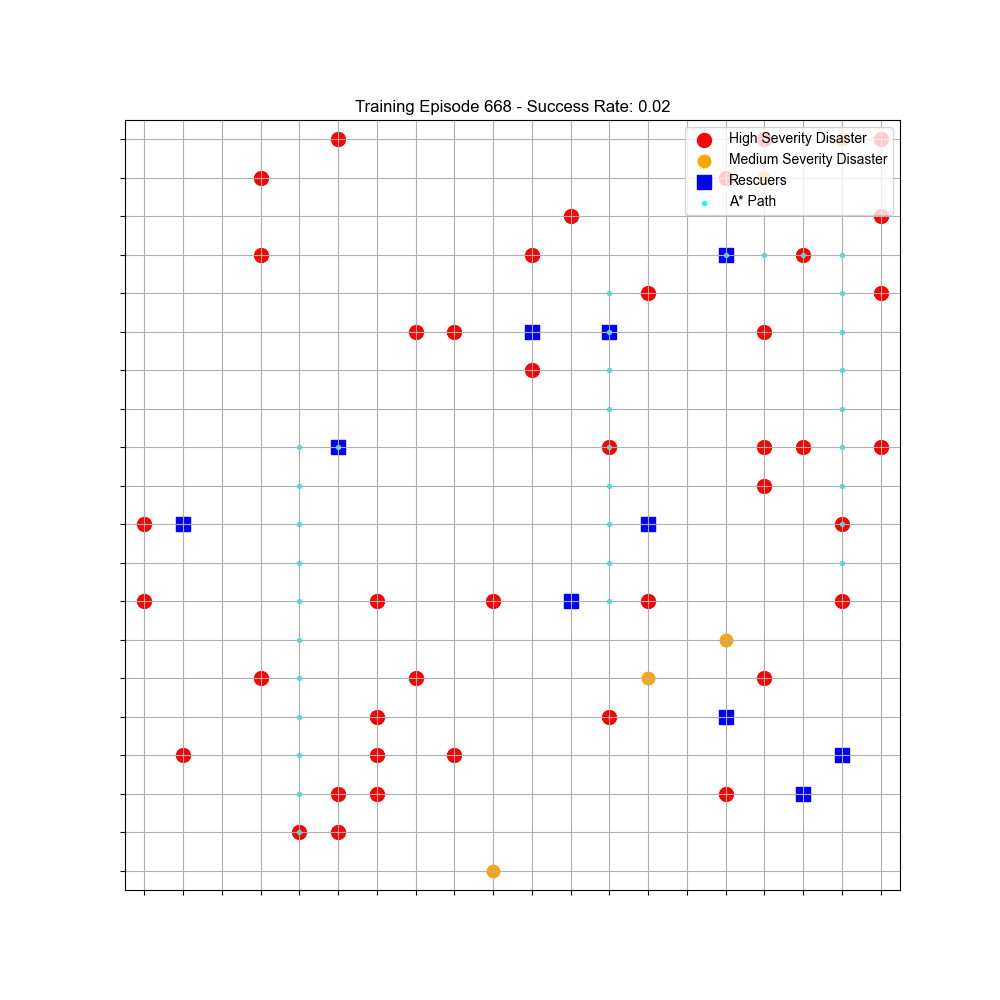 Training Episode 668 - Success Rate: 0.02
High Severity Disaster
Medium Severity Disaster
Rescuers
A* Path